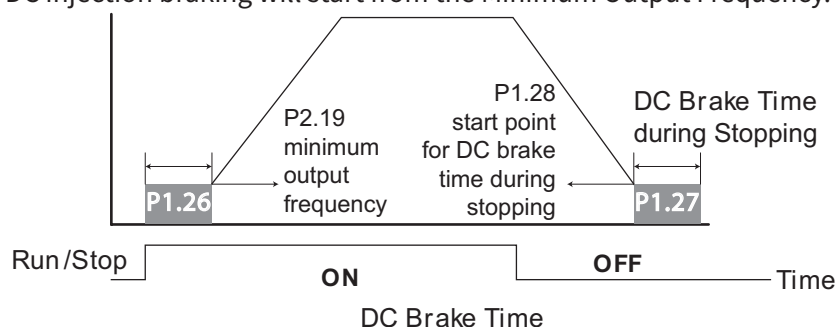 DC injection braking will start from the Minimum Output Frequency.
P2.19
minimum
output
frequency
P1.28
start point
for DC brake
time during
stopping
DC Brake Time
during Stopping
P1.26
P1.27
Run/Stop
ON
OFF
Time
DC Brake Time